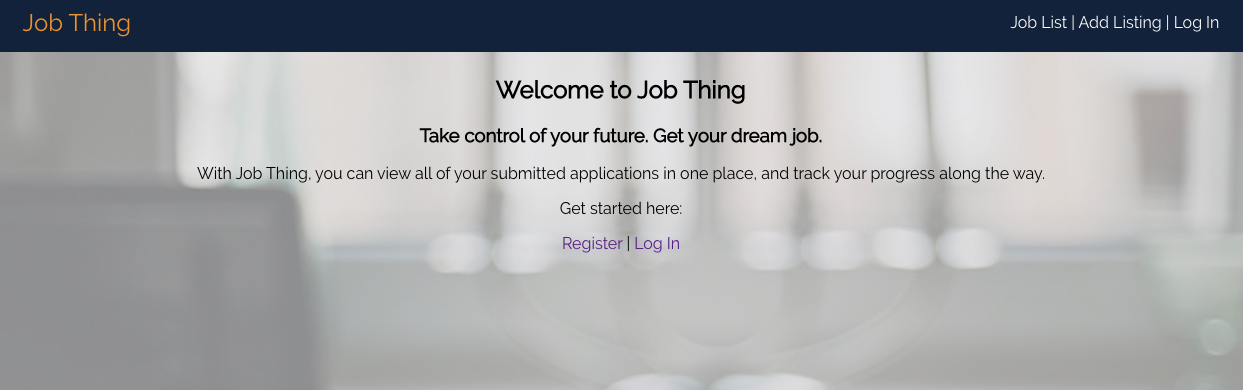 Job Thing
Job List | Add Listing | Log In
Welcome to Job Thing
Take control of your future. Get your dream job.
With Job Thing, you can view all of your submitted applications in one place, and track your progress along the way.
Get started here:
Register | Log In